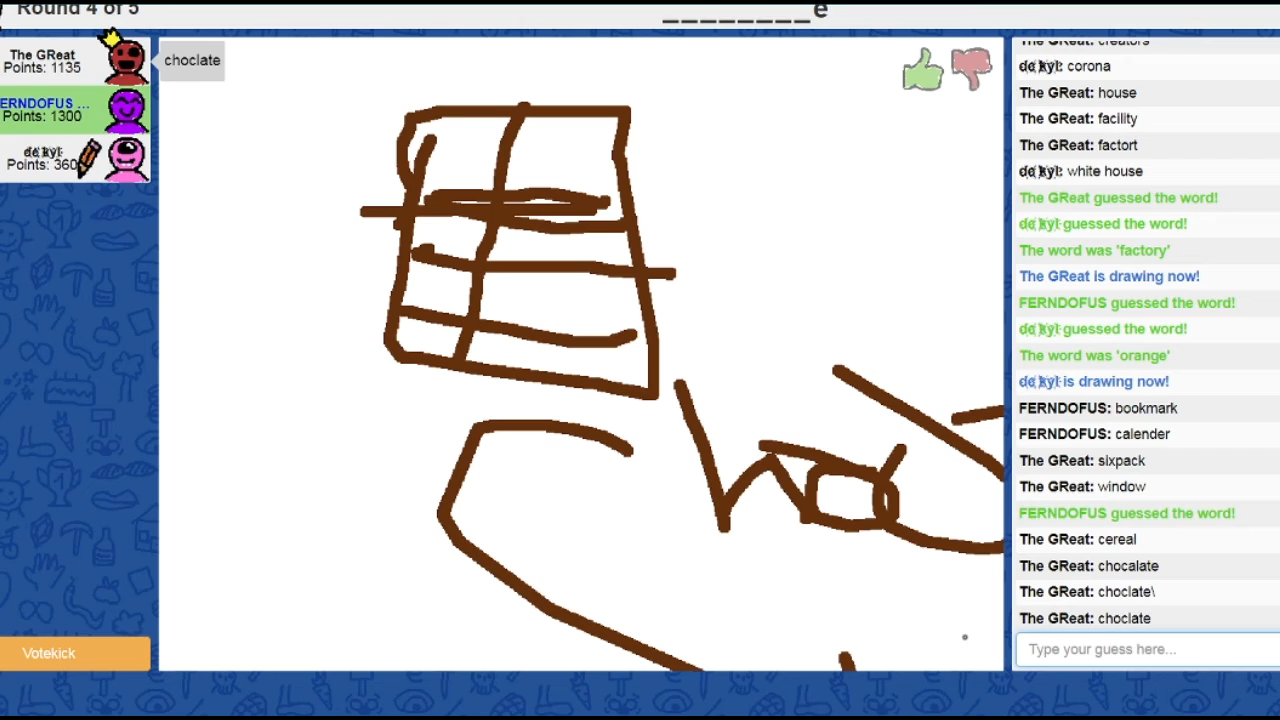 Round 4 of 5
________e
The GReat
Points: 1135
choclate
ERNDOFUS ...
Points: 1300
Points: 360
The GReat: creators
corona
The GReat: house
The GReat: facility
The GReat: factort
white house
The GReat guessed the word!
guessed the word!
The word was 'factory'
The GReat is drawing now!
FERNDOFUS guessed the word!
guessed the word!
The word was 'orange'
is drawing now!
FERNDOFUS: bookmark
FERNDOFUS: calender
The GReat: sixpack
The GReat: window
FERNDOFUS guessed the word!
The GReat: cereal
The GReat: chocalate
The GReat: choclate\
The GReat: choclate
Type your guess here...
Votekick